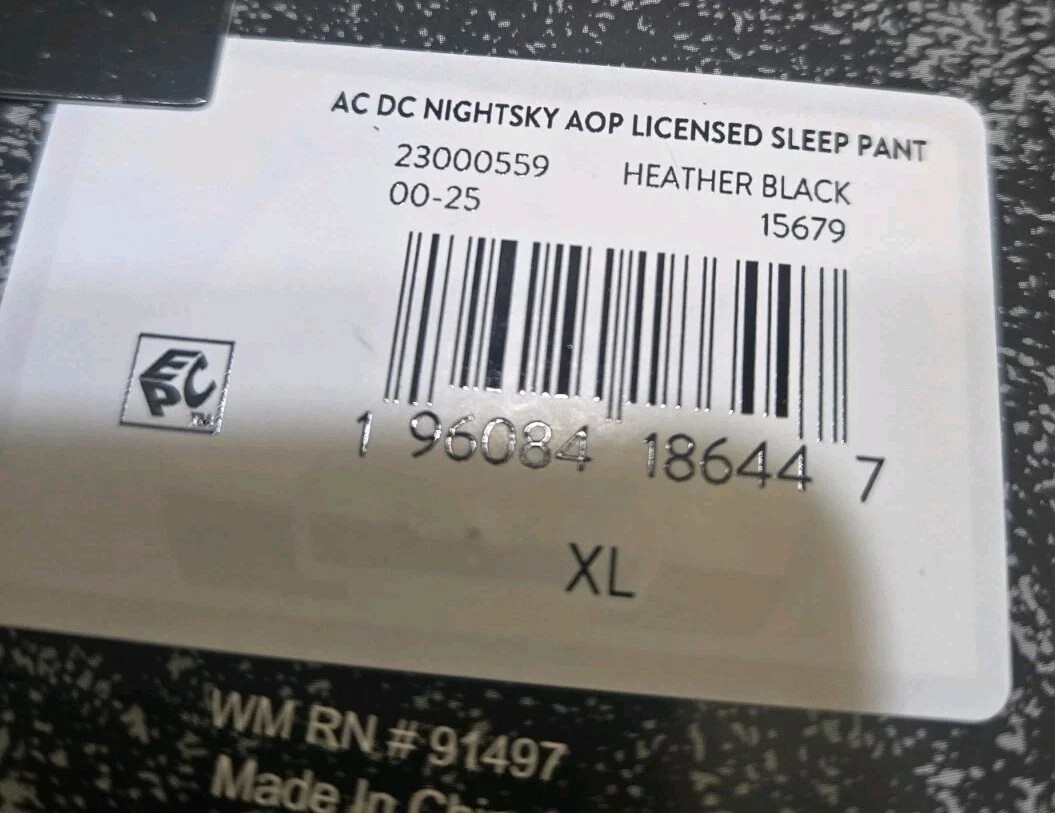 AC DC NIGHTSKY AOP LICENSED SLEEP PANT
23000559 HEATHER BLACK
00-25 15679
EPC TM
1 96084 18644 7
XL
WM RN # 91497
Made In